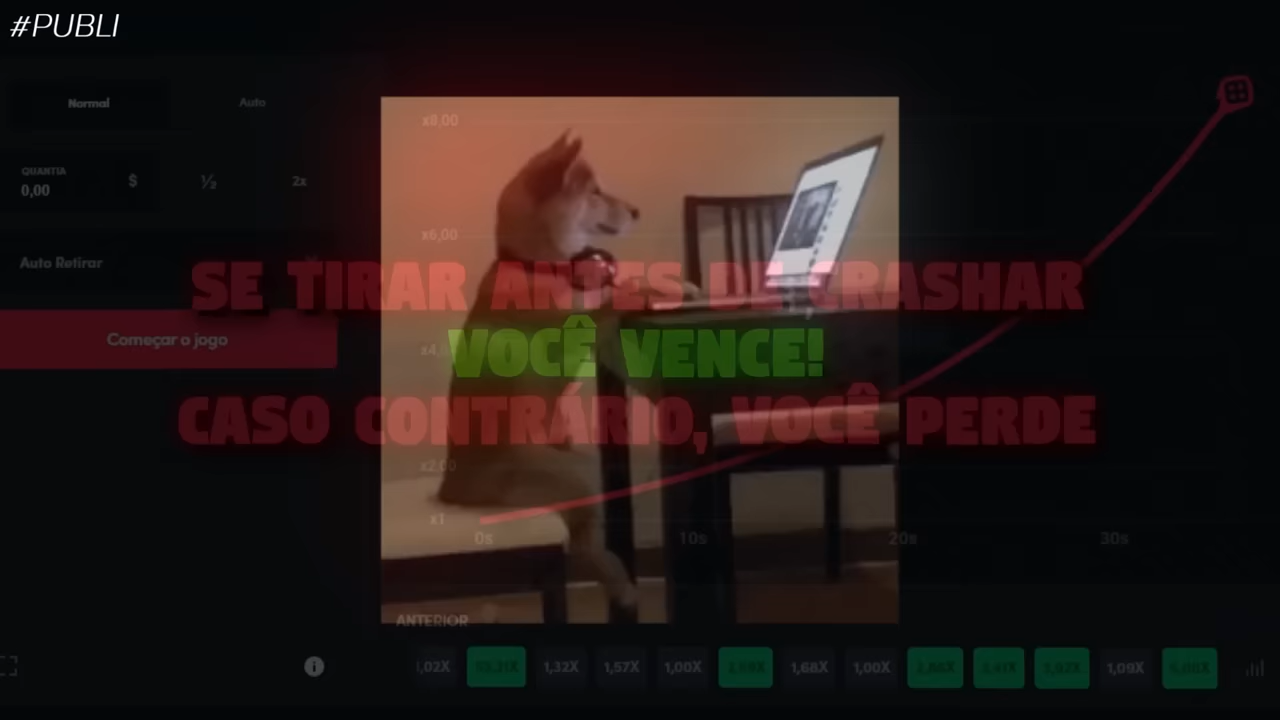 #PUBLI
Normal
Auto
QUANTIA
0,00
$
½
2x
Auto Retirar
Começar o jogo
x8,00
x6,00
x2,00
x1
SE TIRAR ANTES DE CRASHAR
VOCÊ VENCE!
CASO CONTRÁRIO, VOCÊ PERDE
0s 10s 20s 30s
ANTERIOR
1,32X 1,57X 1,00X 1,68X 1,00X 1,09X